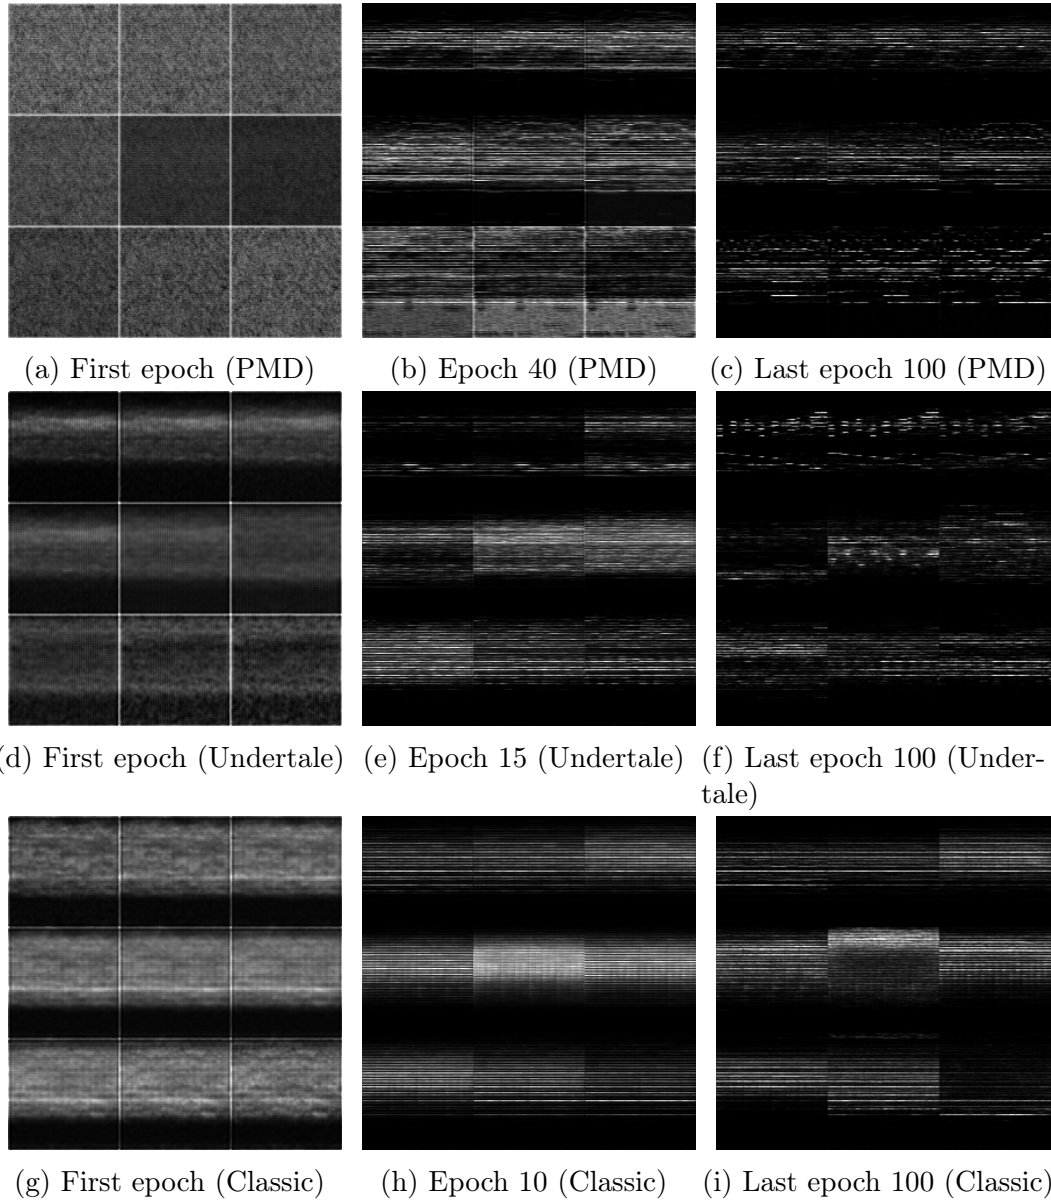 (a) First epoch (PMD)
(b) Epoch 40 (PMD)
(c) Last epoch 100 (PMD)
(d) First epoch (Undertale)
(e) Epoch 15 (Undertale)
(f) Last epoch 100 (Under-
tale)
(g) First epoch (Classic)
(h) Epoch 10 (Classic)
(i) Last epoch 100 (Classic)